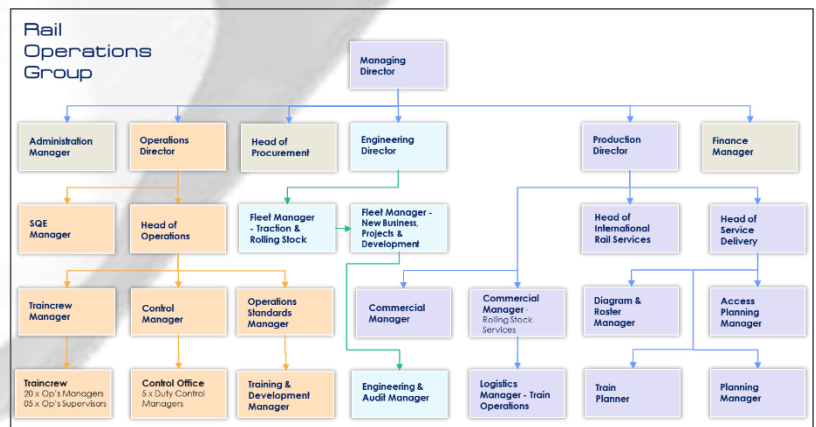 Rail
Operations
Group
Managing
Director
Administration
Manager
Operations
Director
Head of
Procurement
Engineering
Director
Production
Director
Finance
Manager
SQE
Manager
Head of
Operations
Fleet Manager
- Traction &
Rolling Stock
Fleet Manager -
New Business,
Projects &
Development
Head of
International
Rail Services
Head of
Service
Delivery
Traincrew
Manager
Control
Manager
Operations
Standards
Manager
Commercial
Manager
Commercial
Manager -
Rolling Stock
Services
Diagram &
Roster
Manager
Access
Planning
Manager
Traincrew
20 x Op's Managers
05 x Op's Supervisors
Control Office
5 x Duty Control
Managers
Training &
Development
Manager
Engineering &
Audit Manager
Logistics
Manager - Train
Operations
Train
Planner
Planning
Manager